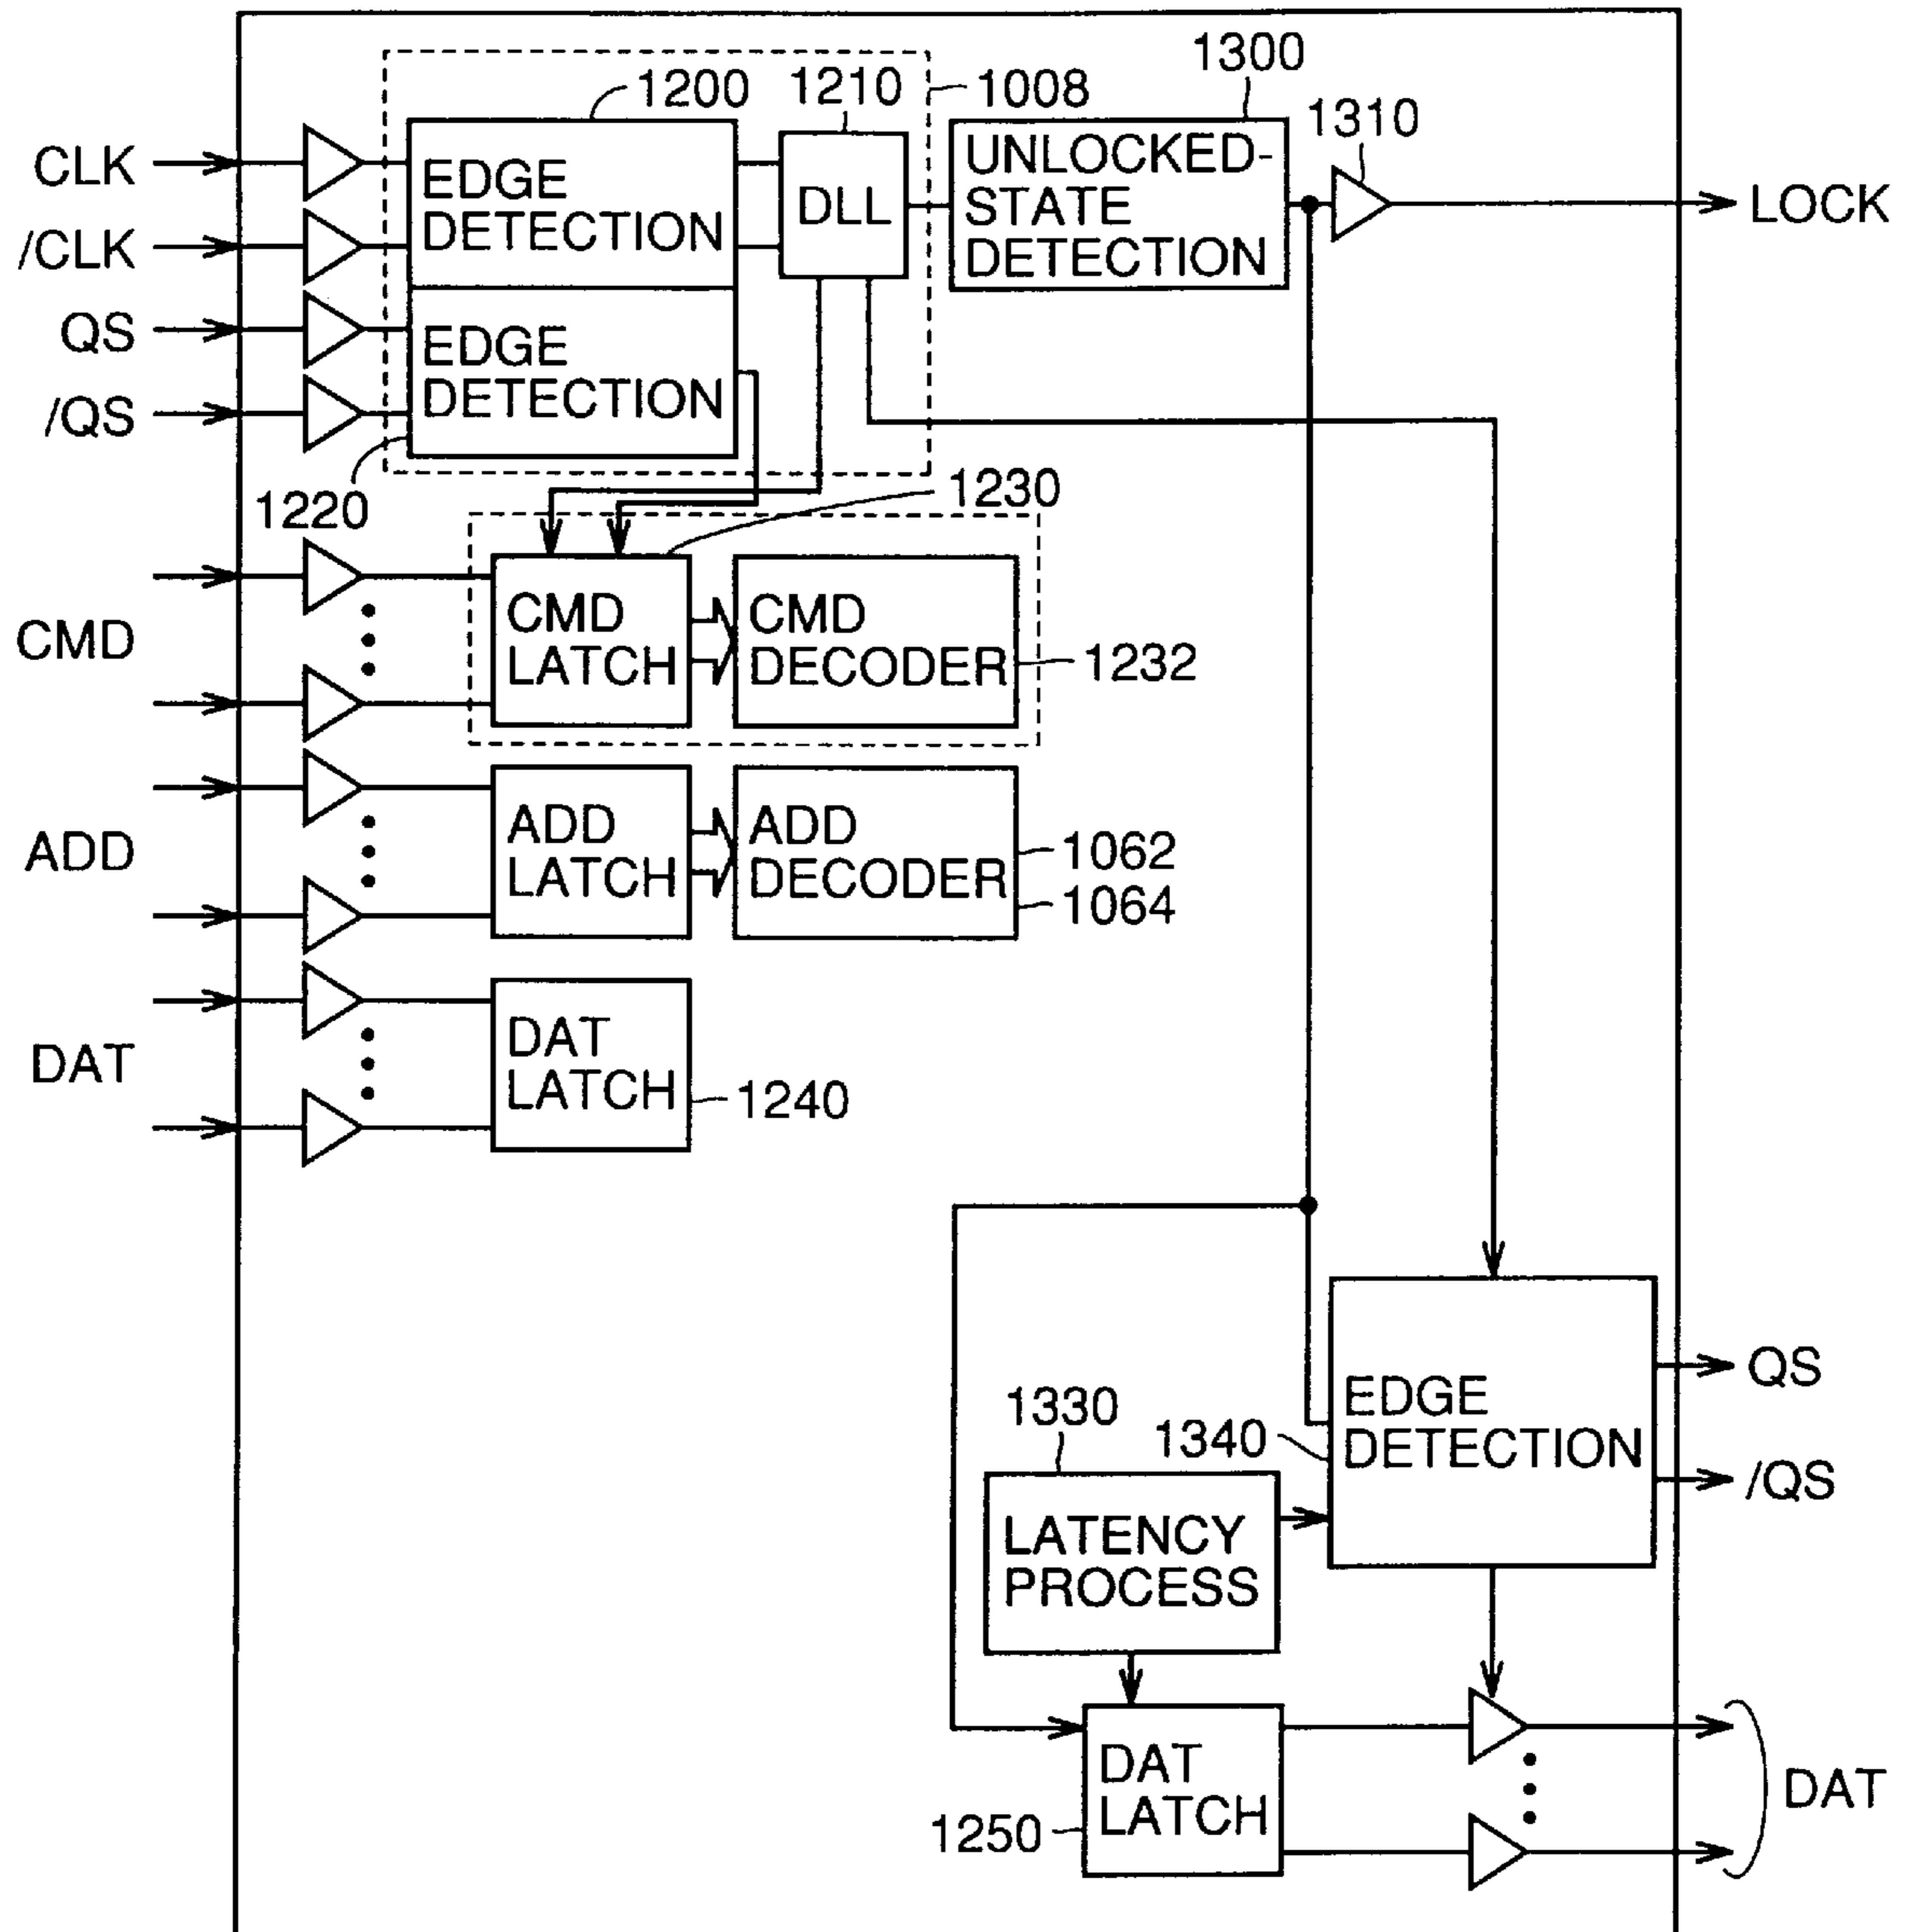 1300
1200
1210
1008
1310
CLK
EDGE
DETECTION
DLL
UNLOCKED-
STATE
DETECTION
LOCK
/CLK
QS
EDGE
DETECTION
/QS
1220
1230
CMD
CMD
LATCH
CMD
DECODER
1232
ADD
ADD
LATCH
ADD
DECODER
1062
1064
DAT
DAT
LATCH
1240
1330
1340
EDGE
DETECTION
QS
/QS
LATENCY
PROCESS
1250
DAT
LATCH
DAT